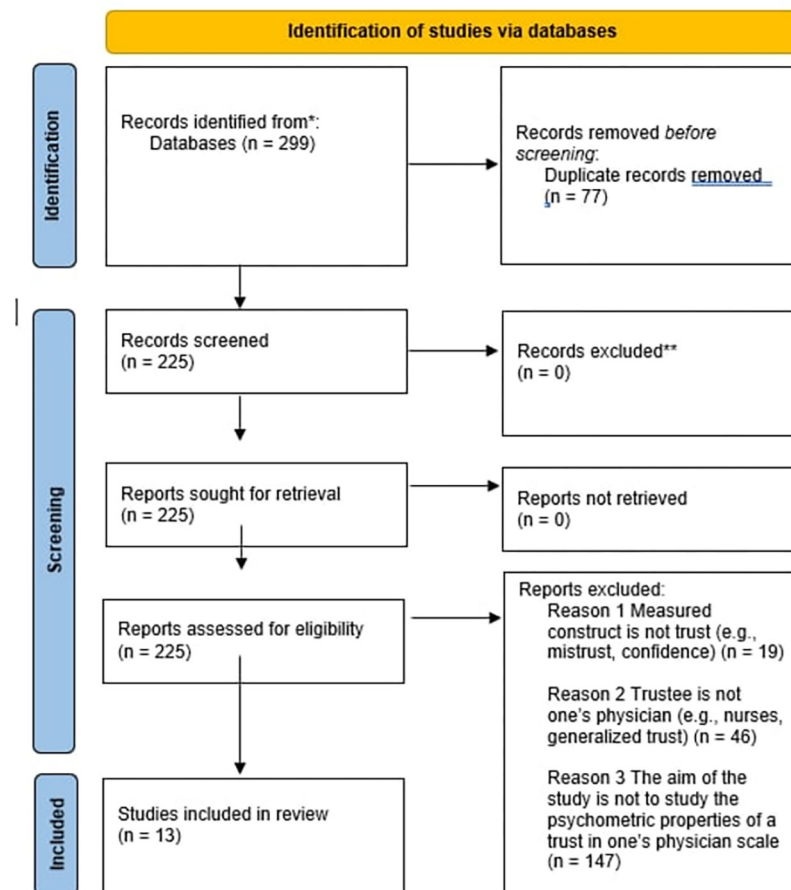 Identification of studies via databases
Identification
Records identified from*:
Databases (n = 299)
Records removed before
screening:
Duplicate records removed
(n = 77)
Screening
Records screened
(n = 225)
Records excluded**
(n = 0)
Reports sought for retrieval
(n = 225)
Reports not retrieved
(n = 0)
Reports assessed for eligibility
(n = 225)
Reports excluded:
Reason 1 Measured
construct is not trust (e.g.,
mistrust, confidence) (n = 19)
Reason 2 Trustee is not
one's physician (e.g., nurses,
generalized trust) (n = 46)
Reason 3 The aim of the
study is not to study the
psychometric properties of a
trust in one's physician scale
(n = 147)
Included
Studies included in review
(n = 13)